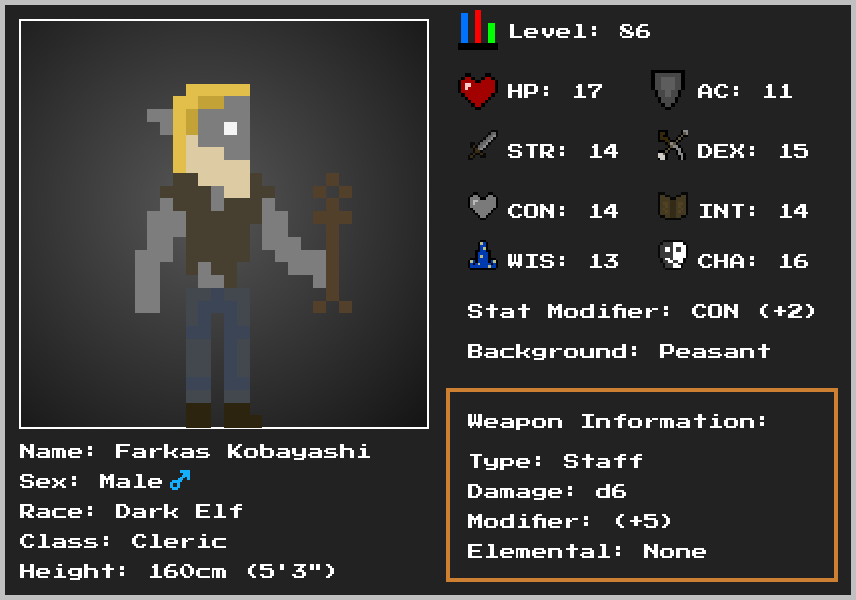 Level: 86
HP: 17
AC: 11
STR: 14
DEX: 15
CON: 14
INT: 14
WIS: 13
CHA: 16
Stat Modifier: CON (+2)
Background: Peasant
Weapon Information:
Type: Staff
Damage: d6
Modifier: (+5)
Elemental: None
Name: Farkas Kobayashi
Sex: Male ♂
Race: Dark Elf
Class: Cleric
Height: 160cm (5'3")